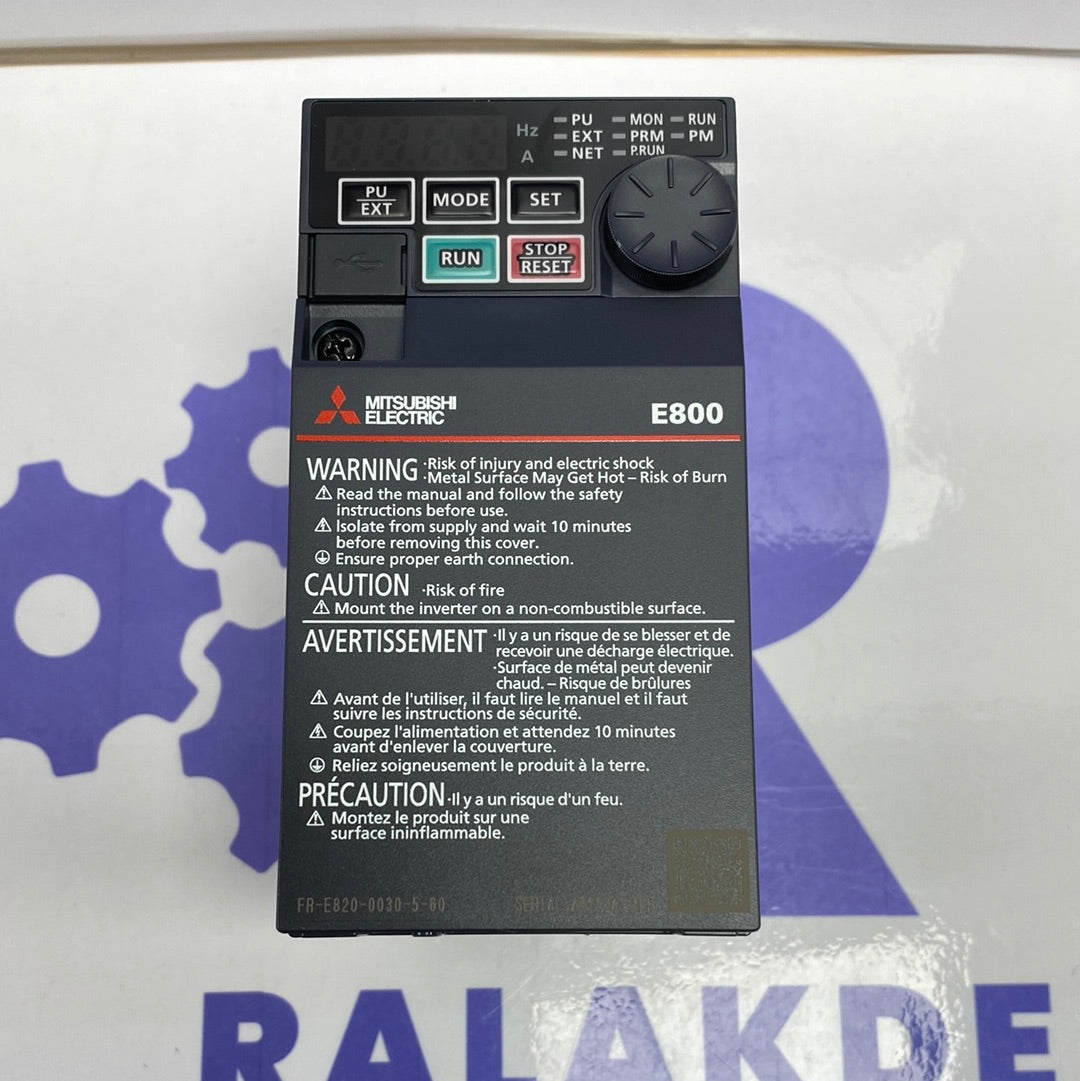 Hz
A
PU
EXT
NET
MON
PRM
P.RUN
RUN
PM
PU
EXT
MODE
SET
RUN
STOP
RESET
MITSUBISHI
ELECTRIC
E800
WARNING ·Risk of injury and electric shock
·Metal Surface May Get Hot – Risk of Burn
Read the manual and follow the safety
instructions before use.
Isolate from supply and wait 10 minutes
before removing this cover.
Ensure proper earth connection.
CAUTION ·Risk of fire
Mount the inverter on a non-combustible surface.
AVERTISSEMENT ·Il y a un risque de se blesser et de
recevoir une décharge électrique.
·Surface de métal peut devenir
chaud. – Risque de brûlures
Avant de l'utiliser, il faut lire le manuel et il faut
suivre les instructions de sécurité.
Coupez l'alimentation et attendez 10 minutes
avant d'enlever la couverture.
Reliez soigneusement le produit à la terre.
PRÉCAUTION ·Il y a un risque d'un feu.
Montez le produit sur une
surface ininflammable.
FR-E820-0030-5-60
SERIAL
R
RALAKDE